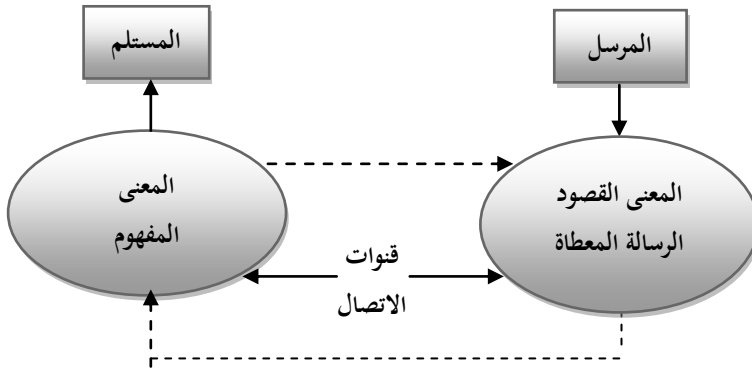 المرسل
المستلم
المعنى القصود
الرسالة المعطاة
المعنى
المفهوم
قنوات
الاتصال